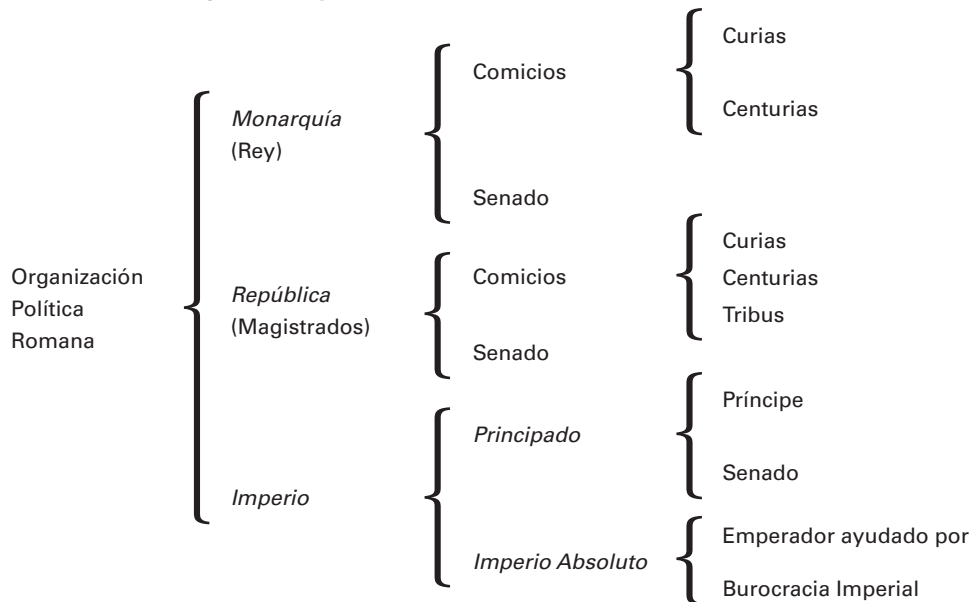 Organización
Política
Romana
Monarquía
(Rey)
Comicios
Curias
Centurias
Senado
República
(Magistrados)
Comicios
Curias
Centurias
Tribus
Senado
Imperio
Principado
Príncipe
Senado
Imperio Absoluto
Emperador ayudado por
Burocracia Imperial